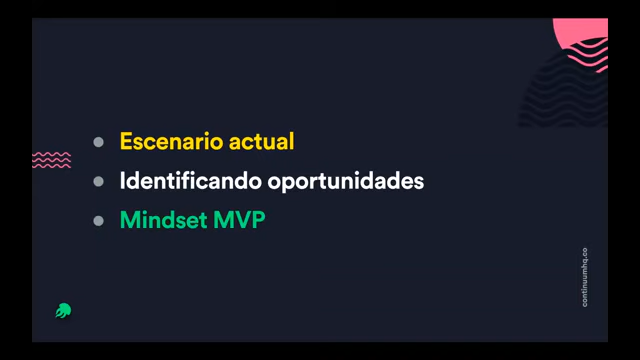 Escenario actual
Identificando oportunidades
Mindset MVP
continuumhq.co